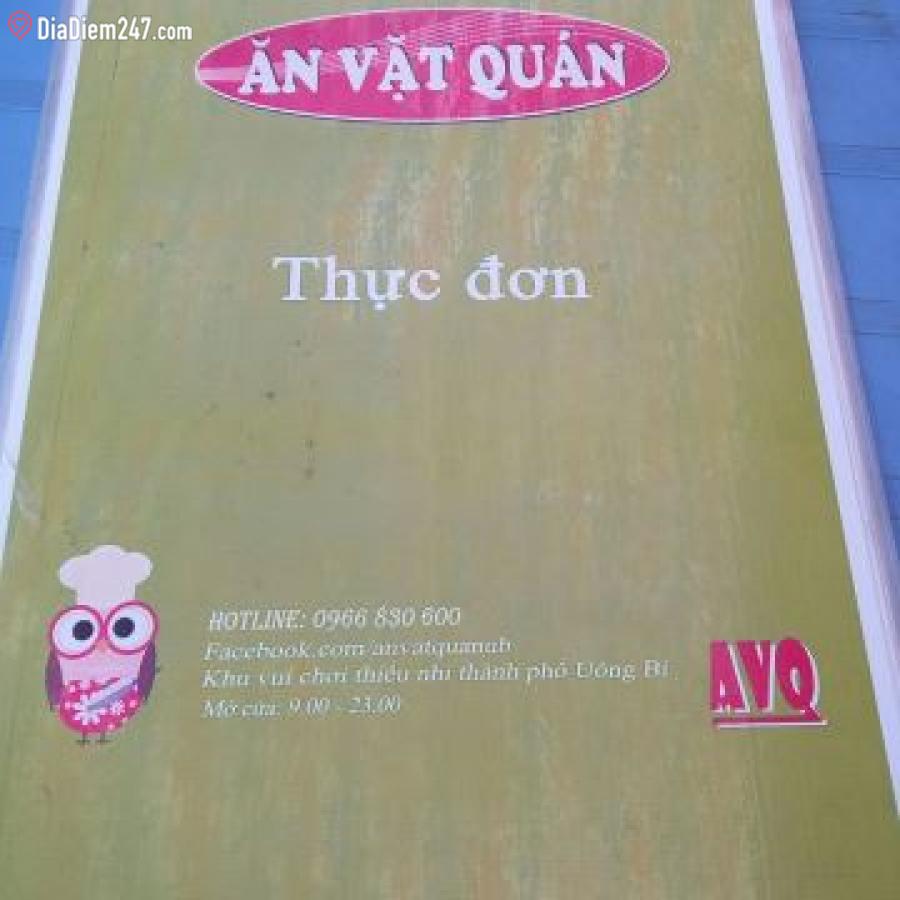 DiaDiem247.com
ĂN VẶT QUÁN
Thực đơn
HOTLINE: 0966 830 600
Facebook.com/anvatquanub
Khu vui chơi thiếu nhi thành phố Uông Bí
Mở cửa: 9.00 - 23.00
AVQ